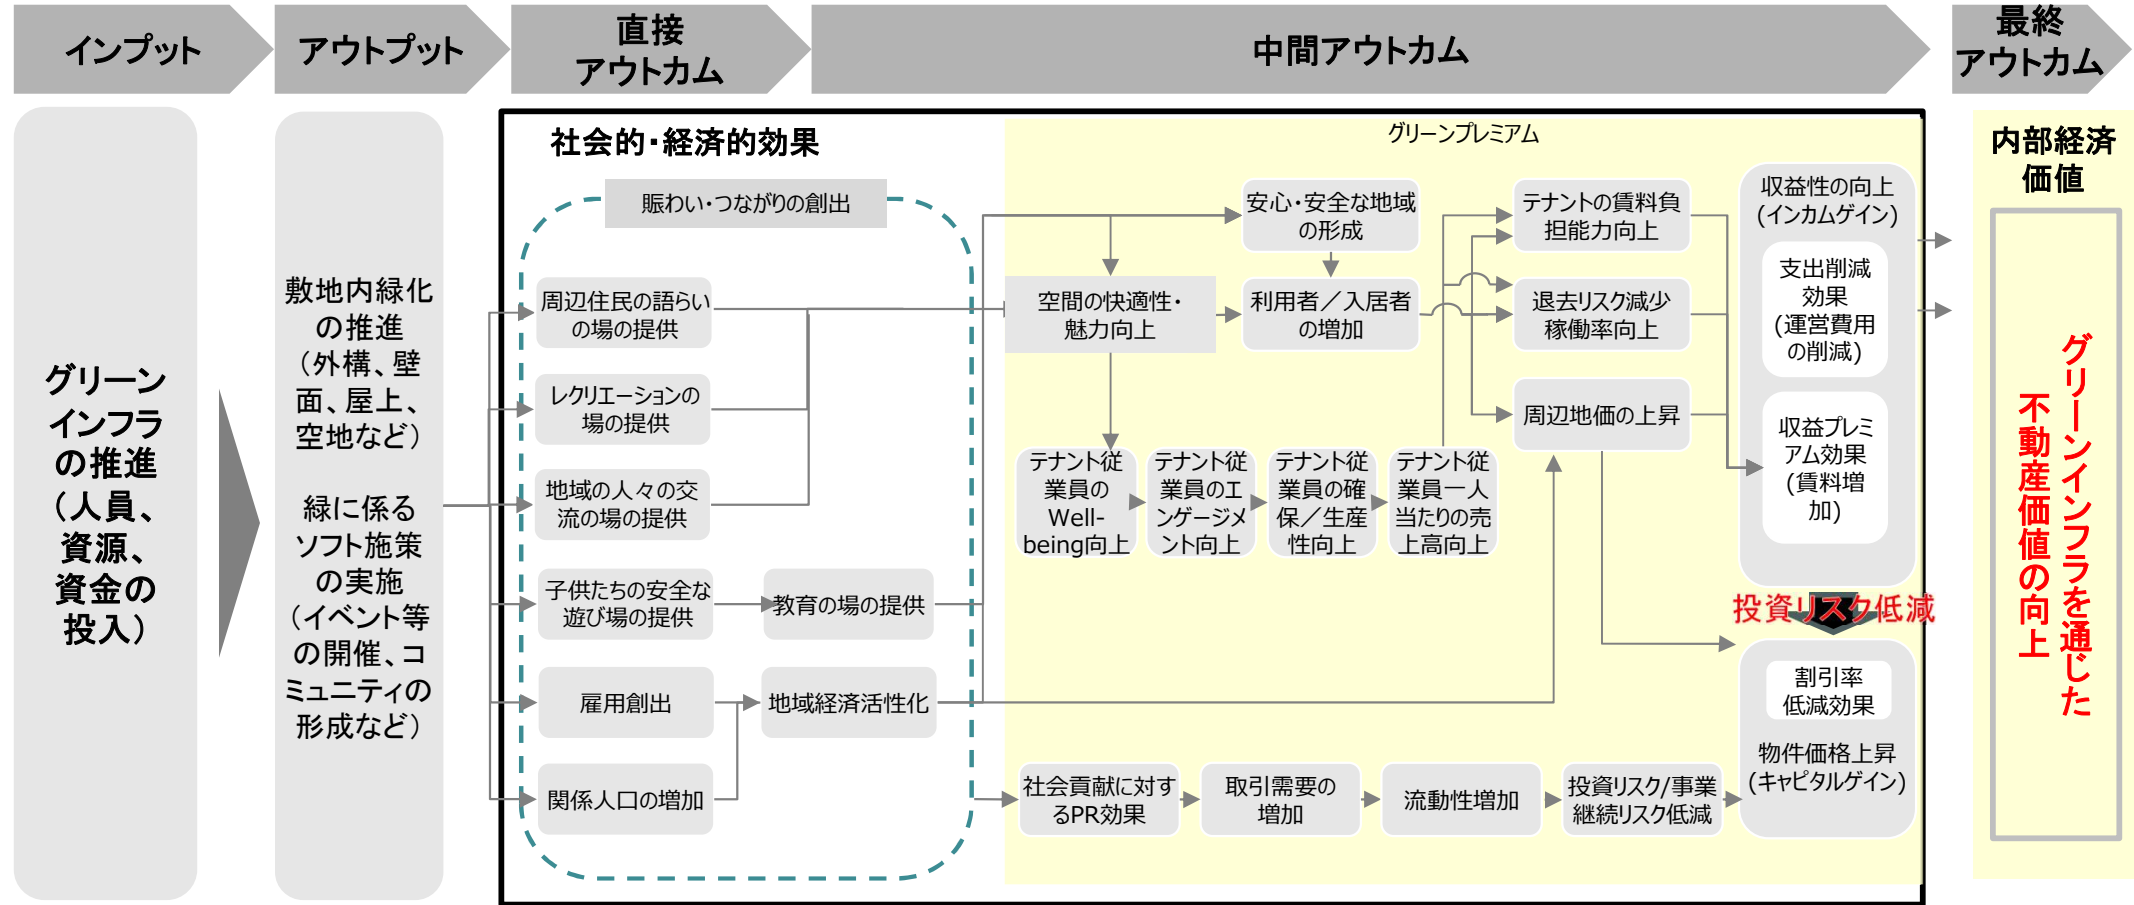 インプット
アウトプット
直接
アウトカム
中間アウトカム
最終
アウトカム
グリーン
インフラ
の推進
（人員、
資源、
資金の
投入）
敷地内緑化
の推進
（外構、壁
面、屋上、
空地など）
緑に係る
ソフト施策
の実施
（イベント等
の開催、コ
ミュニティの
形成など）
社会的・経済的効果
賑わい・つながりの創出
周辺住民の語らい
の場の提供
レクリエーションの
場の提供
地域の人々の交
流の場の提供
子供たちの安全な
遊び場の提供
教育の場の提供
雇用創出
地域経済活性化
関係人口の増加
グリーンプレミアム
安心・安全な地域
の形成
空間の快適性・
魅力向上
利用者／入居者
の増加
テナントの賃料負
担能力向上
退去リスク減少
稼働率向上
周辺地価の上昇
テナント従
業員の
Well-
being向上
テナント従
業員のエ
ンゲージメ
ント向上
テナント従
業員の確
保／生産
性向上
テナント従
業員一人
当たりの売
上高向上
社会貢献に対す
るPR効果
取引需要の
増加
流動性増加
投資リスク/事業
継続リスク低減
収益性の向上
(インカムゲイン)
支出削減
効果
(運営費用
の削減)
収益プレミ
アム効果
(賃料増
加)
投資リスク低減
割引率
低減効果
物件価格上昇
(キャピタルゲイン)
内部経済
価値
グリーンインフラを通じた
不動産価値の向上